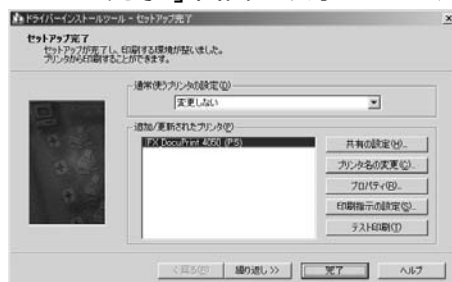 ドライバーインストールツール - セットアップ完了
セットアップ完了
セットアップが完了し、印刷する環境が整いました。
プリンタから印刷することができます。
通常使うプリンタの設定(D)
変更しない
追加/更新されたプリンタ(P)
FX DocuPrint 4050 (PS)
共有の設定(H)...
プリンタ名の変更(C)...
プロパティ(R)...
印刷指示の設定(S)...
テスト印刷(T)
< 戻る(B)
繰り返し >>
完了
ヘルプ